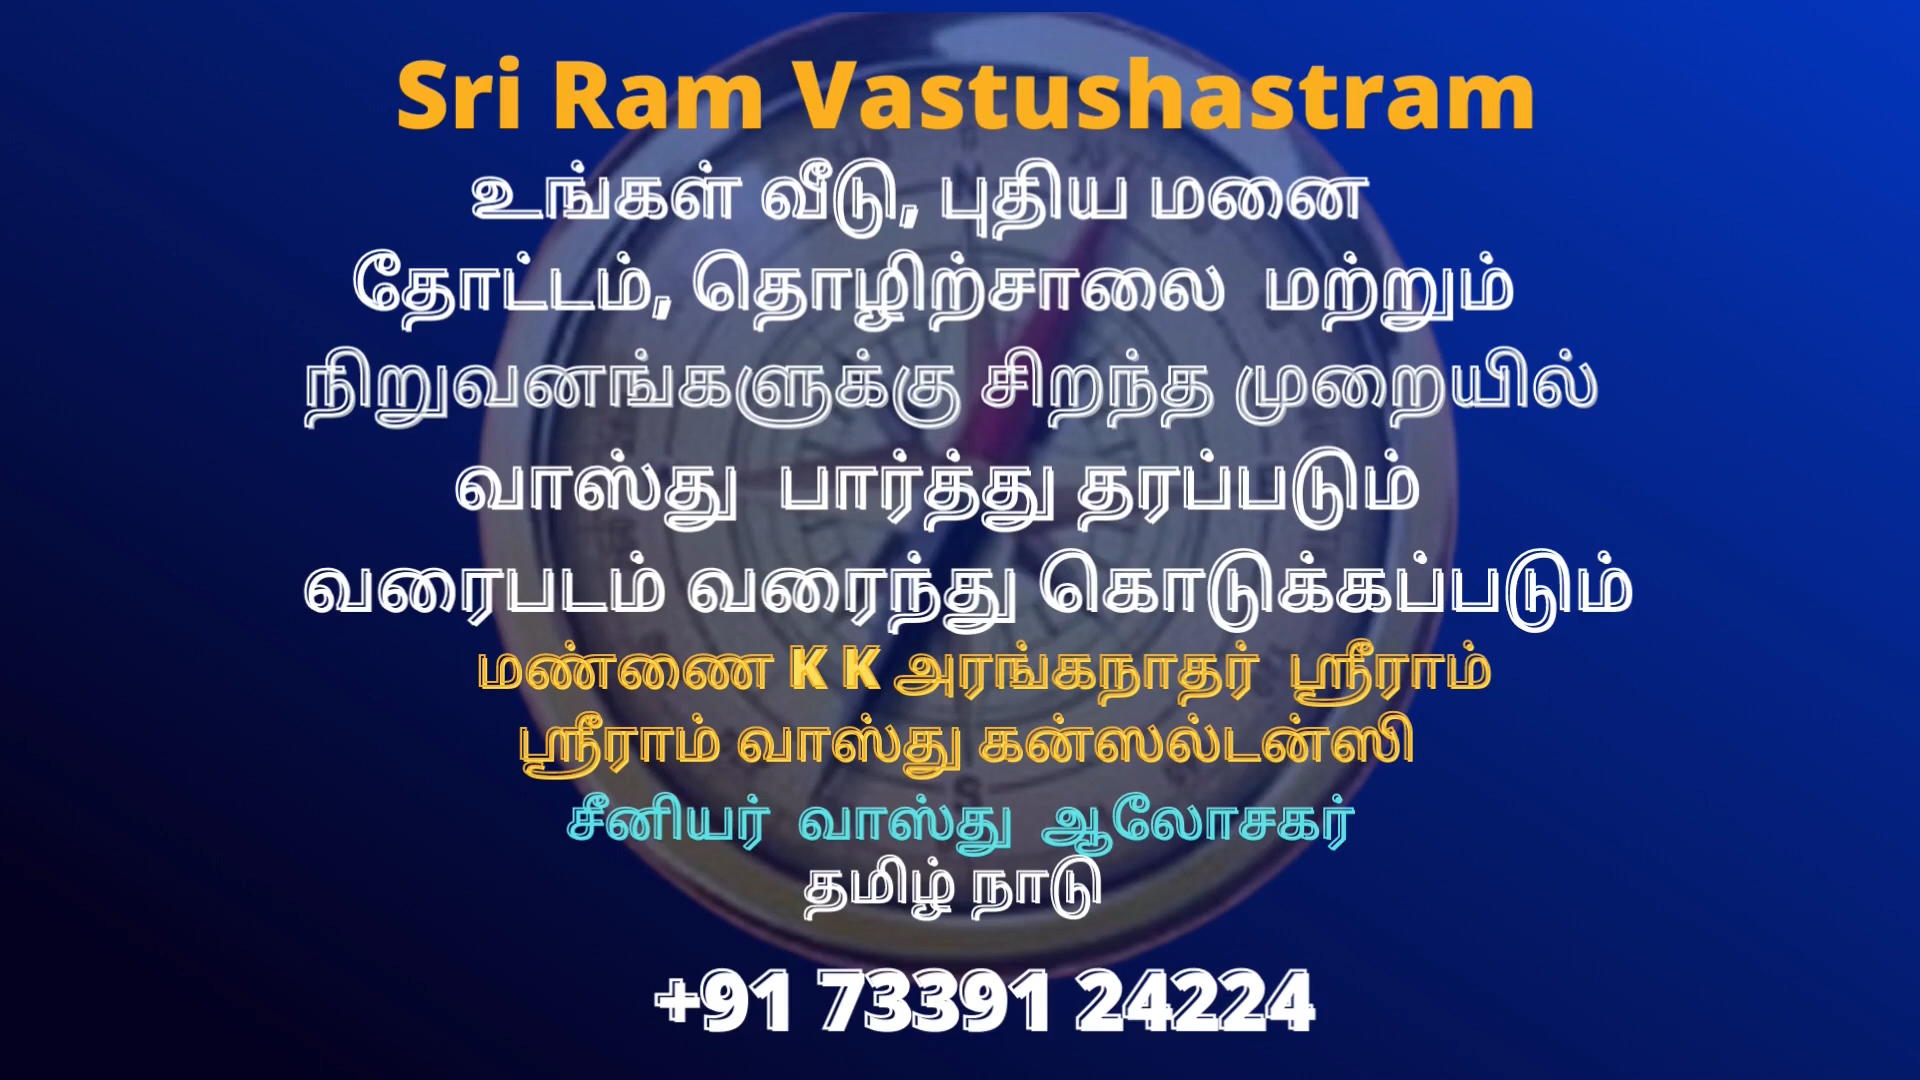 Sri Ram Vastushastram
உங்கள் வீடு, புதிய மனை
தோட்டம், தொழிற்சாலை மற்றும்
நிறுவனங்களுக்கு சிறந்த முறையில்
வாஸ்து பார்த்து தரப்படும்
வரைபடம் வரைந்து கொடுக்கப்படும்
மண்ணை K K அரங்கநாதர் ஸ்ரீராம்
ஸ்ரீராம் வாஸ்து கன்ஸல்டன்ஸி
சீனியர் வாஸ்து ஆலோசகர்
தமிழ் நாடு
+91 73391 24224